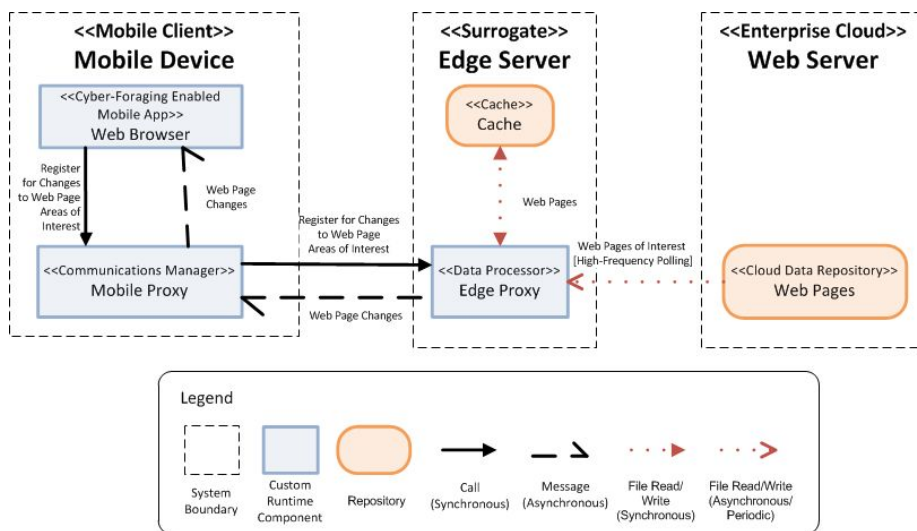 <<Mobile Client>>
Mobile Device
<<Surrogate>>
Edge Server
<<Enterprise Cloud>>
Web Server
<<Cyber-Foraging Enabled
Mobile App>>
Web Browser
<<Cache>>
Cache
Register
for Changes
to Web Page
Areas of
Interest
Web Page
Changes
Web Pages
Register for Changes
to Web Page
Areas of Interest
Web Pages of Interest
[High-Frequency Polling]
<<Communications Manager>>
Mobile Proxy
<<Data Processor>>
Edge Proxy
<<Cloud Data Repository>>
Web Pages
Web Page Changes
Legend
System
Boundary
Custom
Runtime
Component
Repository
Call
(Synchronous)
Message
(Asynchronous)
File Read/
Write
(Synchronous)
File Read/Write
(Asynchronous/
Periodic)